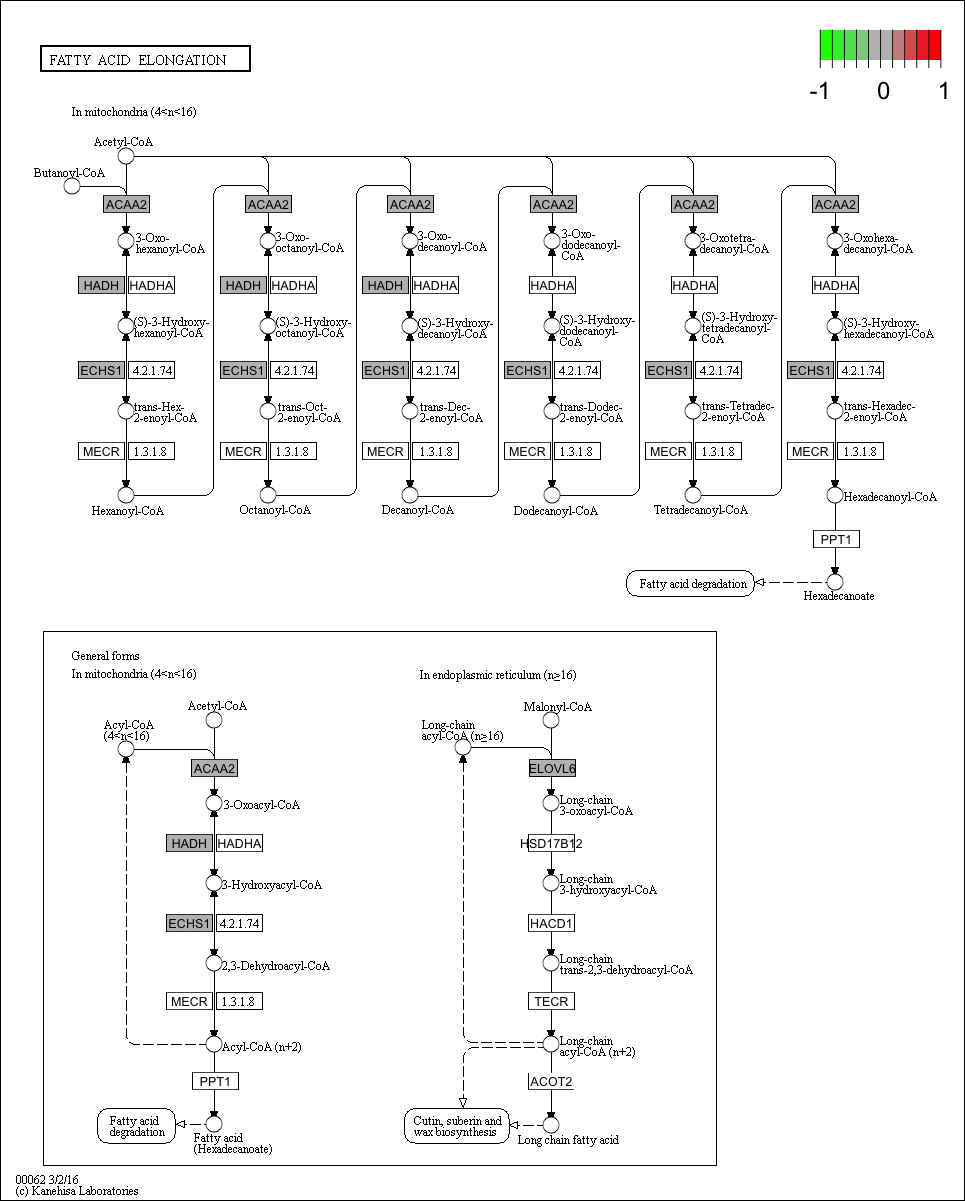 FATTY ACID ELONGATION
-1 0 1
In mitochondria (4<n<16)
Acetyl-CoA
Butanoyl-CoA
ACAA2 ACAA2 ACAA2 ACAA2 ACAA2 ACAA2
3-Oxo-
hexanoyl-CoA
3-Oxo-
octanoyl-CoA
3-Oxo-
decanoyl-CoA
3-Oxo-
dodecanoyl-
CoA
3-Oxotetra-
decanoyl-CoA
3-Oxohexa-
decanoyl-CoA
HADH HADHA HADH HADHA HADH HADHA HADHA HADHA HADHA
(S)-3-Hydroxy-
hexanoyl-CoA
(S)-3-Hydroxy-
octanoyl-CoA
(S)-3-Hydroxy-
decanoyl-CoA
(S)-3-Hydroxy-
dodecanoyl-
CoA
(S)-3-Hydroxy-
tetradecanoyl-
CoA
(S)-3-Hydroxy-
hexadecanoyl-CoA
ECHS1 4.2.1.74 ECHS1 4.2.1.74 ECHS1 4.2.1.74 ECHS1 4.2.1.74 ECHS1 4.2.1.74 ECHS1 4.2.1.74
trans-Hex-
2-enoyl-CoA
trans-Oct-
2-enoyl-CoA
trans-Dec-
2-enoyl-CoA
trans-Dodec-
2-enoyl-CoA
trans-Tetradec-
2-enoyl-CoA
trans-Hexadec-
2-enoyl-CoA
MECR 1.3.1.8 MECR 1.3.1.8 MECR 1.3.1.8 MECR 1.3.1.8 MECR 1.3.1.8 MECR 1.3.1.8
Hexanoyl-CoA
Octanoyl-CoA
Decanoyl-CoA
Dodecanoyl-CoA
Tetradecanoyl-CoA
Hexadecanoyl-CoA
PPT1
Fatty acid degradation
Hexadecanoate
General forms
In mitochondria (4<n<16)
Acetyl-CoA
Acyl-CoA
(4<n<16)
ACAA2
3-Oxoacyl-CoA
HADH HADHA
3-Hydroxyacyl-CoA
ECHS1 4.2.1.74
2,3-Dehydroacyl-CoA
MECR 1.3.1.8
Acyl-CoA (n+2)
PPT1
Fatty acid
degradation
Fatty acid
(Hexadecanoate)
In endoplasmic reticulum (n≥16)
Malonyl-CoA
Long-chain
acyl-CoA (n≥16)
ELOVL6
Long-chain
3-oxoacyl-CoA
HSD17B12
Long-chain
3-hydroxyacyl-CoA
HACD1
Long-chain
trans-2,3-dehydroacyl-CoA
TECR
Long-chain
acyl-CoA (n+2)
ACOT2
Cutin, suberin and
wax biosynthesis
Long chain fatty acid
00062 3/2/16
(c) Kanehisa Laboratories